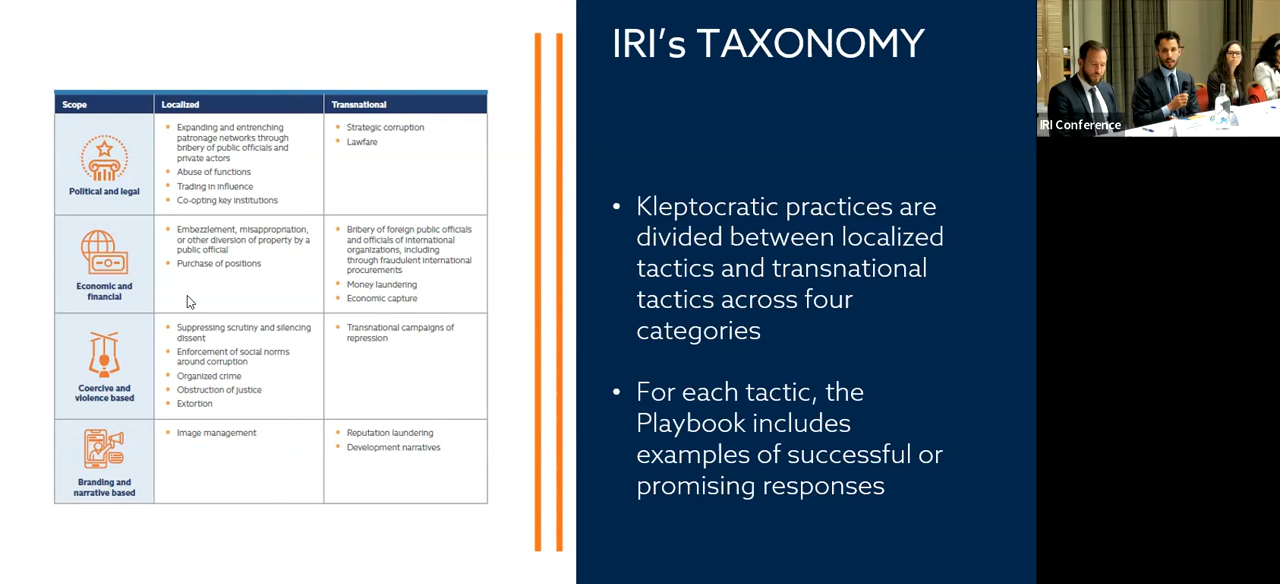 IRI's TAXONOMY
Scope
Localized
Transnational
Political and legal
• Expanding and entrenching
patronage networks through
bribery of public officials and
private actors
• Abuse of functions
• Trading in influence
• Co-opting key institutions
• Strategic corruption
• Lawfare
Economic and
financial
• Embezzlement, misappropriation,
or other diversion of property by a
public official
• Purchase of positions
• Bribery of foreign public officials
and officials of international
organizations, including
through fraudulent international
procurements
• Money laundering
• Economic capture
Coercive and
violence based
• Suppressing scrutiny and silencing
dissent
• Enforcement of social norms
around corruption
• Organized crime
• Obstruction of justice
• Extortion
• Transnational campaigns of
repression
Branding and
narrative based
• Image management
• Reputation laundering
• Development narratives
• Kleptocratic practices are
divided between localized
tactics and transnational
tactics across four
categories
• For each tactic, the
Playbook includes
examples of successful or
promising responses
IRI Conference